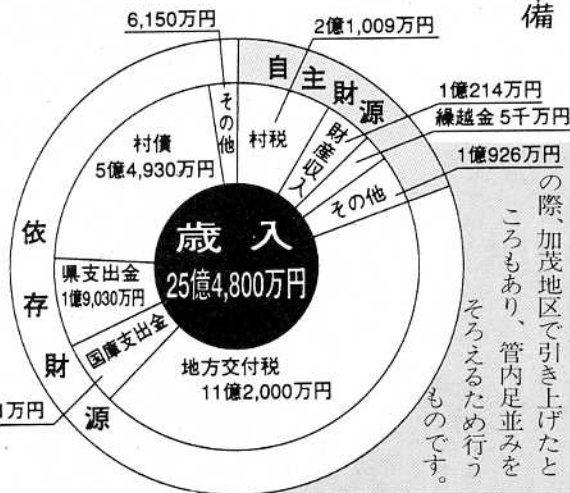 備
6,150万円
2億1,009万円
自主財源
1億214万円
繰越金 5千万円
1億926万円
その他
村税
財産収入
その他
村債
5億4,930万円
歳入
25億4,800万円
依存財源
県支出金
1億9,030万円
国庫支出金
地方交付税
11億2,000万円
万円
の際、加茂地区で引き上げたと
ころもあり、管内足並みを
そろえるため行う
ものです。